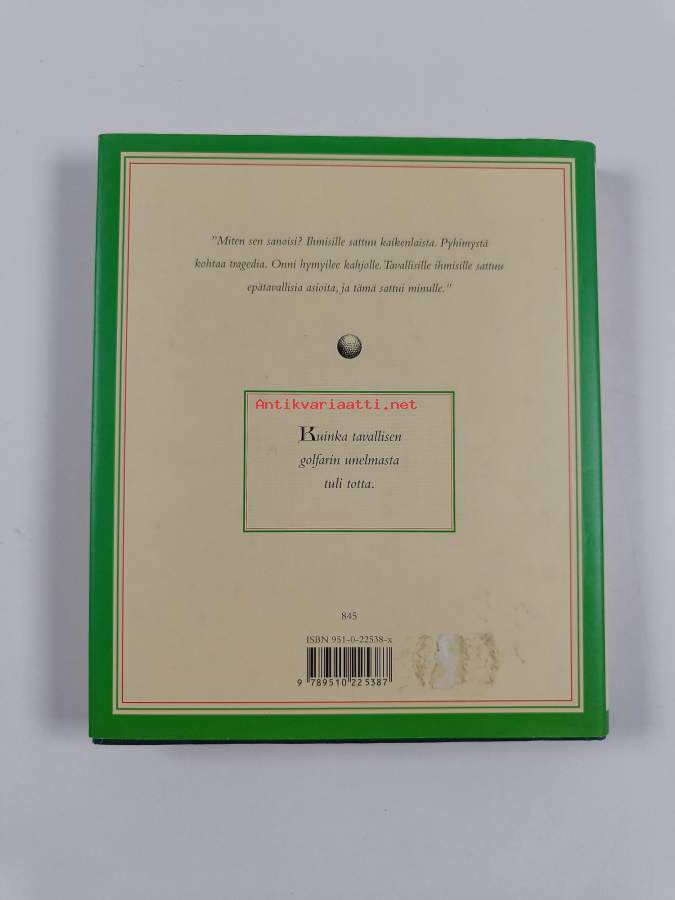 ”Miten sen sanoisi? Ihmisille sattuu kaikenlaista. Pyhimystä
kohtaa tragedia. Onni hymyilee kahjolle. Tavallisille ihmisille sattuu
epätavallisia asioita, ja tämä sattui minulle.”
Antikvariaatti.net
Kuinka tavallisen
golfarin unelmasta
tuli totta.
845
ISBN 951-0-22538-x
9 789510 225387